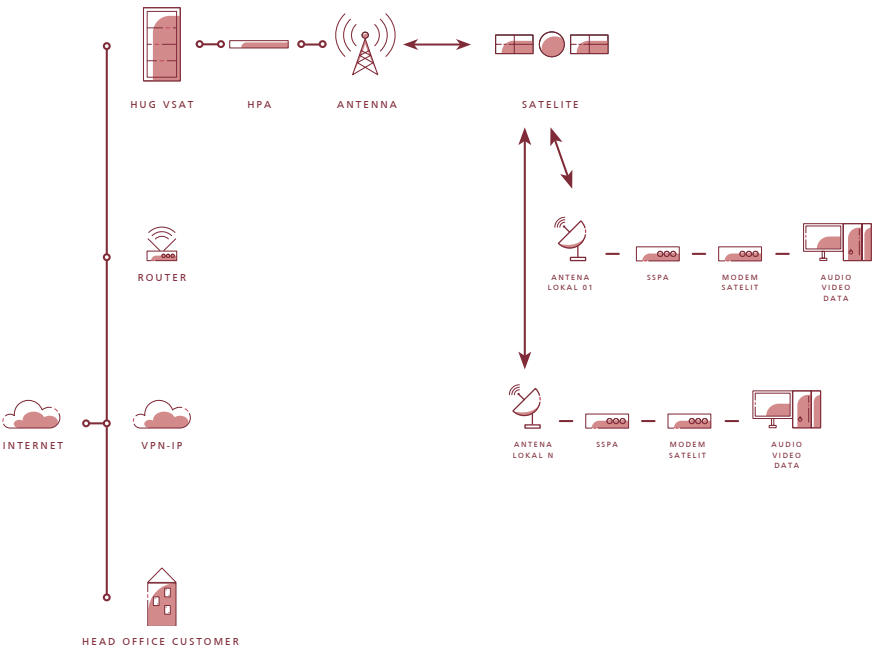 HUG VSAT
HPA
ANTENNA
SATELITE
ROUTER
ANTENA
LOKAL 01
SSPA
MODEM
SATELIT
AUDIO
VIDEO
DATA
INTERNET
VPN-IP
ANTENA
LOKAL N
SSPA
MODEM
SATELIT
AUDIO
VIDEO
DATA
HEAD OFFICE CUSTOMER